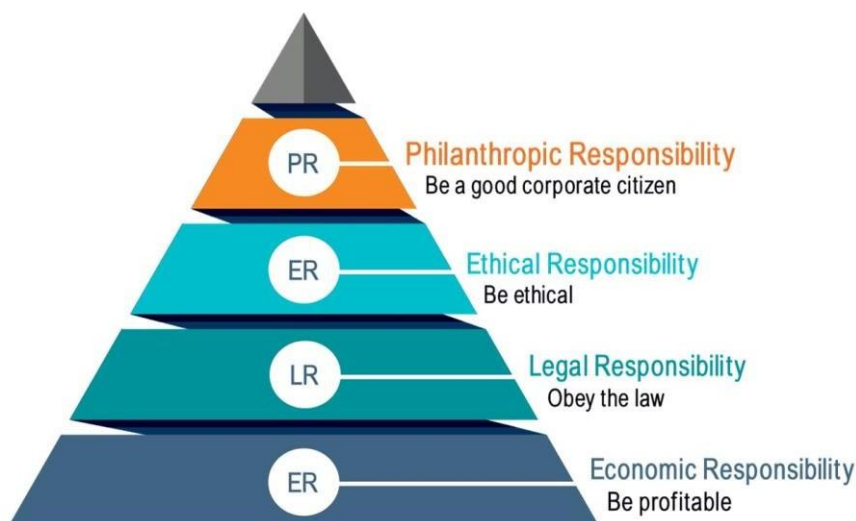 PR
Philanthropic Responsibility
Be a good corporate citizen
ER
Ethical Responsibility
Be ethical
LR
Legal Responsibility
Obey the law
ER
Economic Responsibility
Be profitable